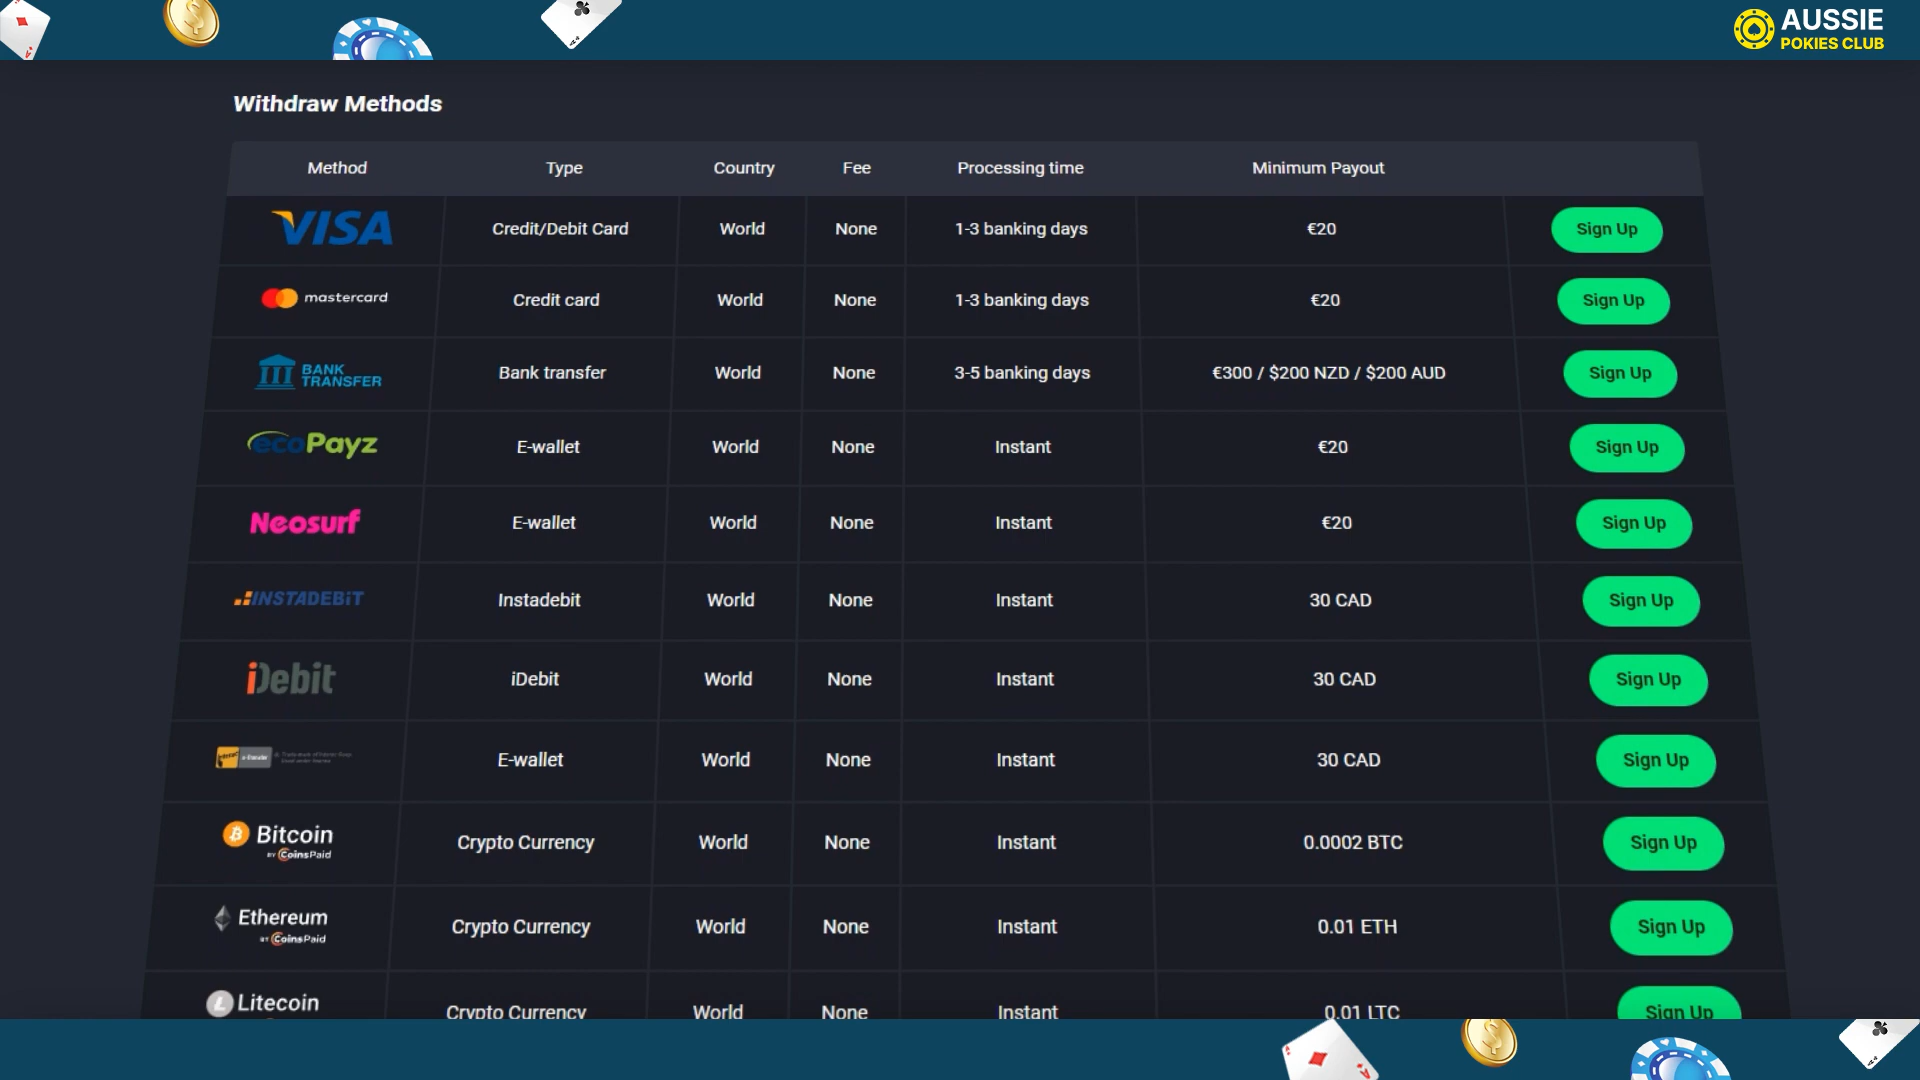 AUSSIE
POKIES CLUB
Withdraw Methods
Method Type Country Fee Processing time Minimum Payout
VISA Credit/Debit Card World None 1-3 banking days €20 Sign Up
mastercard Credit card World None 1-3 banking days €20 Sign Up
BANK TRANSFER Bank transfer World None 3-5 banking days €300 / $200 NZD / $200 AUD Sign Up
ecoPayz E-wallet World None Instant €20 Sign Up
Neosurf E-wallet World None Instant €20 Sign Up
INSTADEBIT Instadebit World None Instant 30 CAD Sign Up
iDebit iDebit World None Instant 30 CAD Sign Up
E-wallet World None Instant 30 CAD Sign Up
Bitcoin BY CoinsPaid Crypto Currency World None Instant 0.0002 BTC Sign Up
Ethereum BY CoinsPaid Crypto Currency World None Instant 0.01 ETH Sign Up
Litecoin Crypto Currency World None Instant 0.01 LTC Sign Up